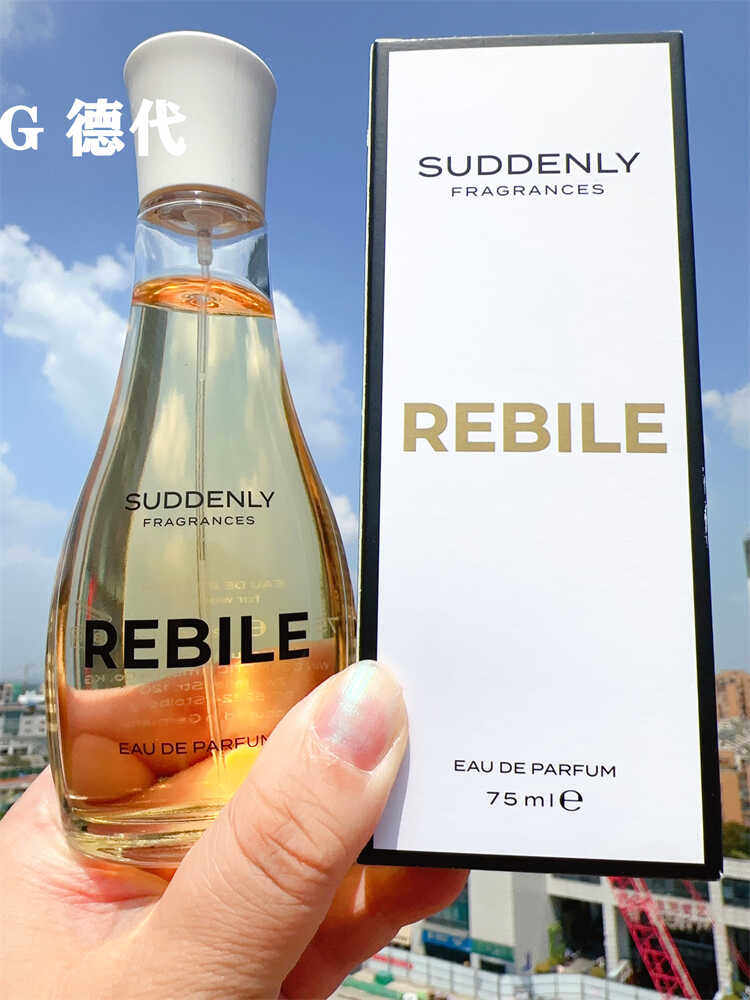 G 德代
SUDDENLY
FRAGRANCES
REBILE
EAU DE PARFUM
75 ml e
SUDDENLY
FRAGRANCES
REBILE
EAU DE PARFUM